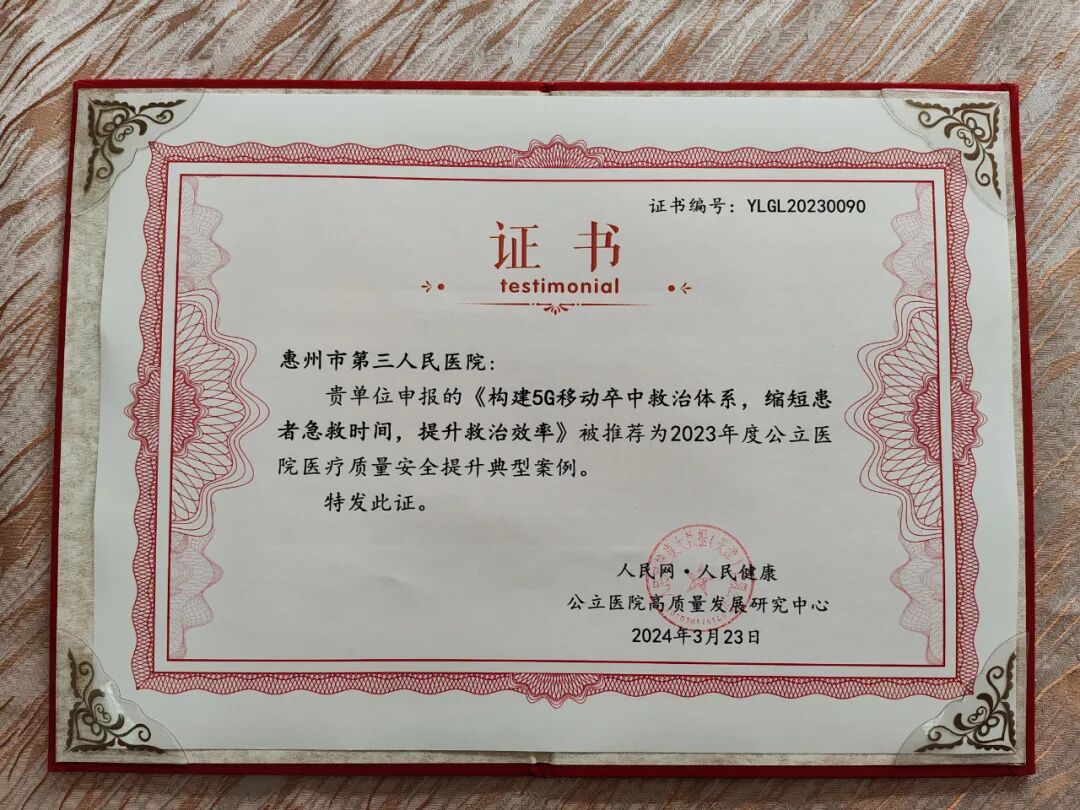 证书编号：YLGL20230090
证书
testimonial
惠州市第三人民医院：
贵单位申报的《构建5G移动卒中救治体系，缩短患
者急救时间，提升救治效率》被推荐为2023年度公立医
院医疗质量安全提升典型案例。
特发此证。
大数据（天津）
人民网·人民健康
公立医院高质量发展研究中心
2024年3月23日